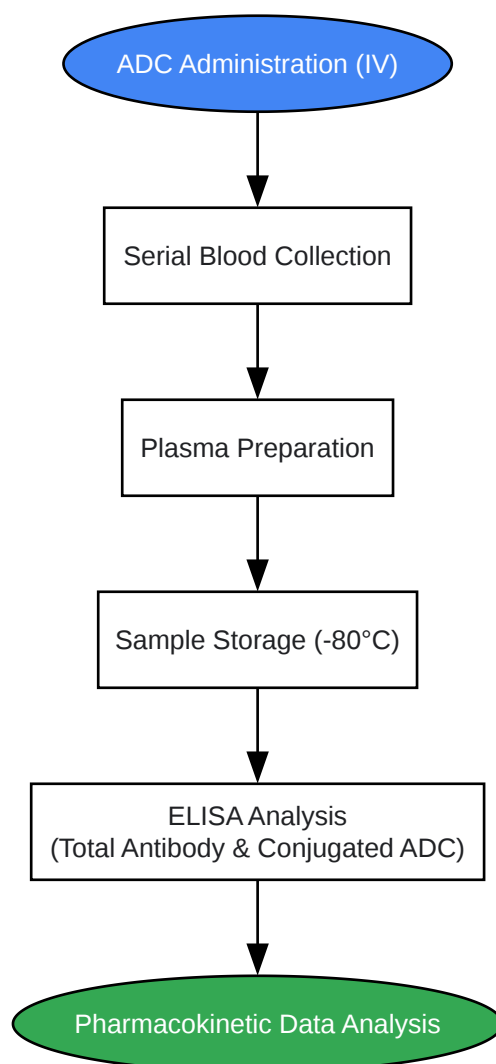 ADC Administration (IV)
Serial Blood Collection
Plasma Preparation
Sample Storage (-80°C)
ELISA Analysis
(Total Antibody & Conjugated ADC)
Pharmacokinetic Data Analysis